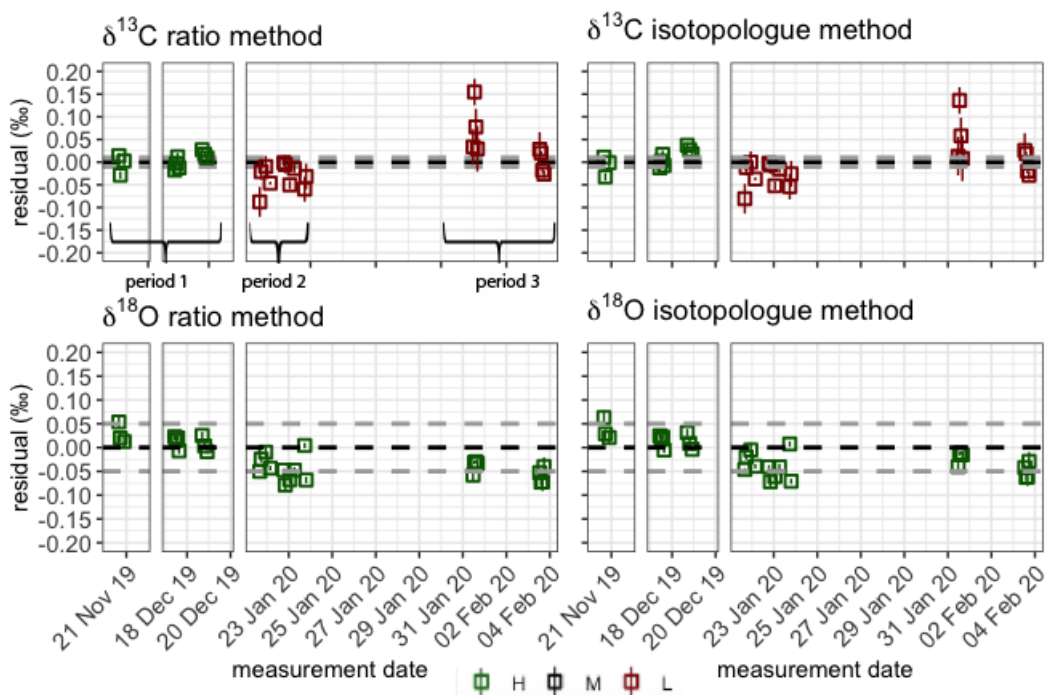 δ¹³C ratio method
δ¹³C isotopologue method
residual (‰)
0.20
0.15
0.10
0.05
0.00
-0.05
-0.10
-0.15
-0.20
period 1
period 2
period 3
δ¹⁸O ratio method
δ¹⁸O isotopologue method
residual (‰)
0.20
0.15
0.10
0.05
0.00
-0.05
-0.10
-0.15
-0.20
21 Nov 19
18 Dec 19
20 Dec 19
23 Jan 20
25 Jan 20
27 Jan 20
29 Jan 20
31 Jan 20
02 Feb 20
04 Feb 20
21 Nov 19
18 Dec 19
20 Dec 19
23 Jan 20
25 Jan 20
27 Jan 20
29 Jan 20
31 Jan 20
02 Feb 20
04 Feb 20
measurement date
measurement date
H M L